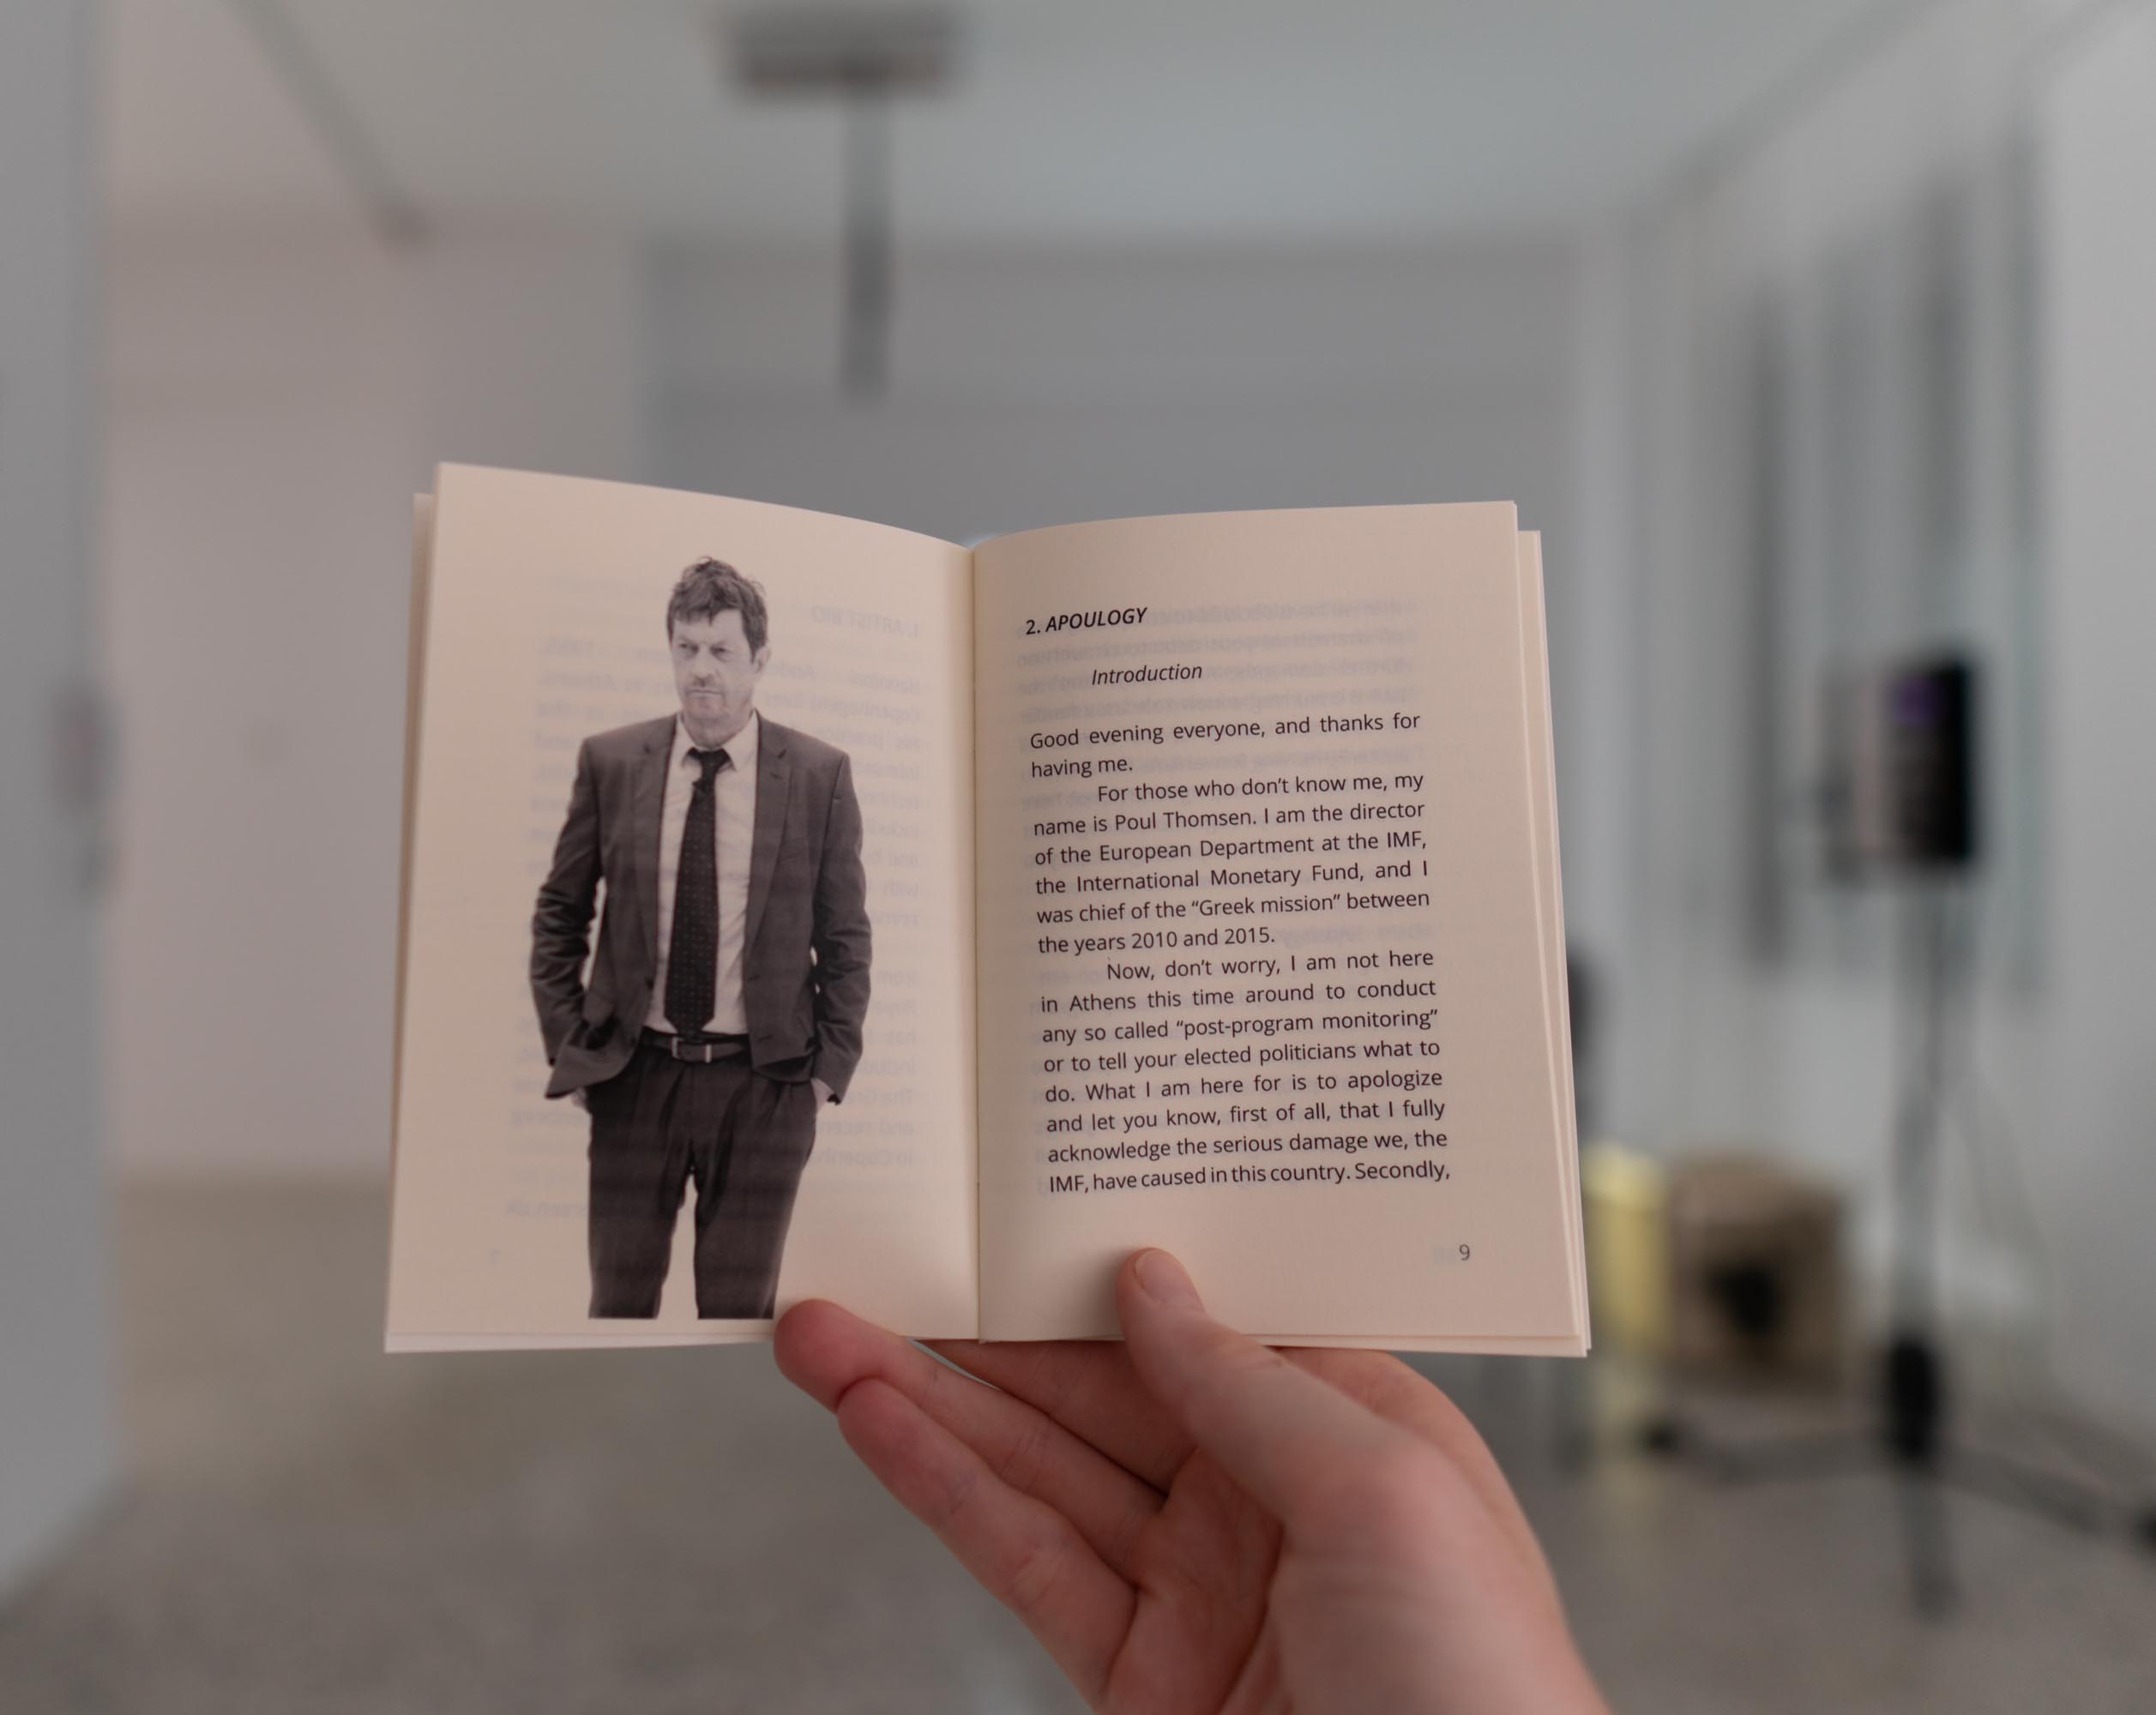 2. APOULOGY
Introduction
Good evening everyone, and thanks for
having me.
For those who don't know me, my
name is Poul Thomsen. I am the director
of the European Department at the IMF,
the International Monetary Fund, and I
was chief of the “Greek mission” between
the years 2010 and 2015.
Now, don't worry, I am not here
in Athens this time around to conduct
any so called “post-program monitoring”
or to tell your elected politicians what to
do. What I am here for is to apologize
and let you know, first of all, that I fully
acknowledge the serious damage we, the
IMF, have caused in this country. Secondly,
9